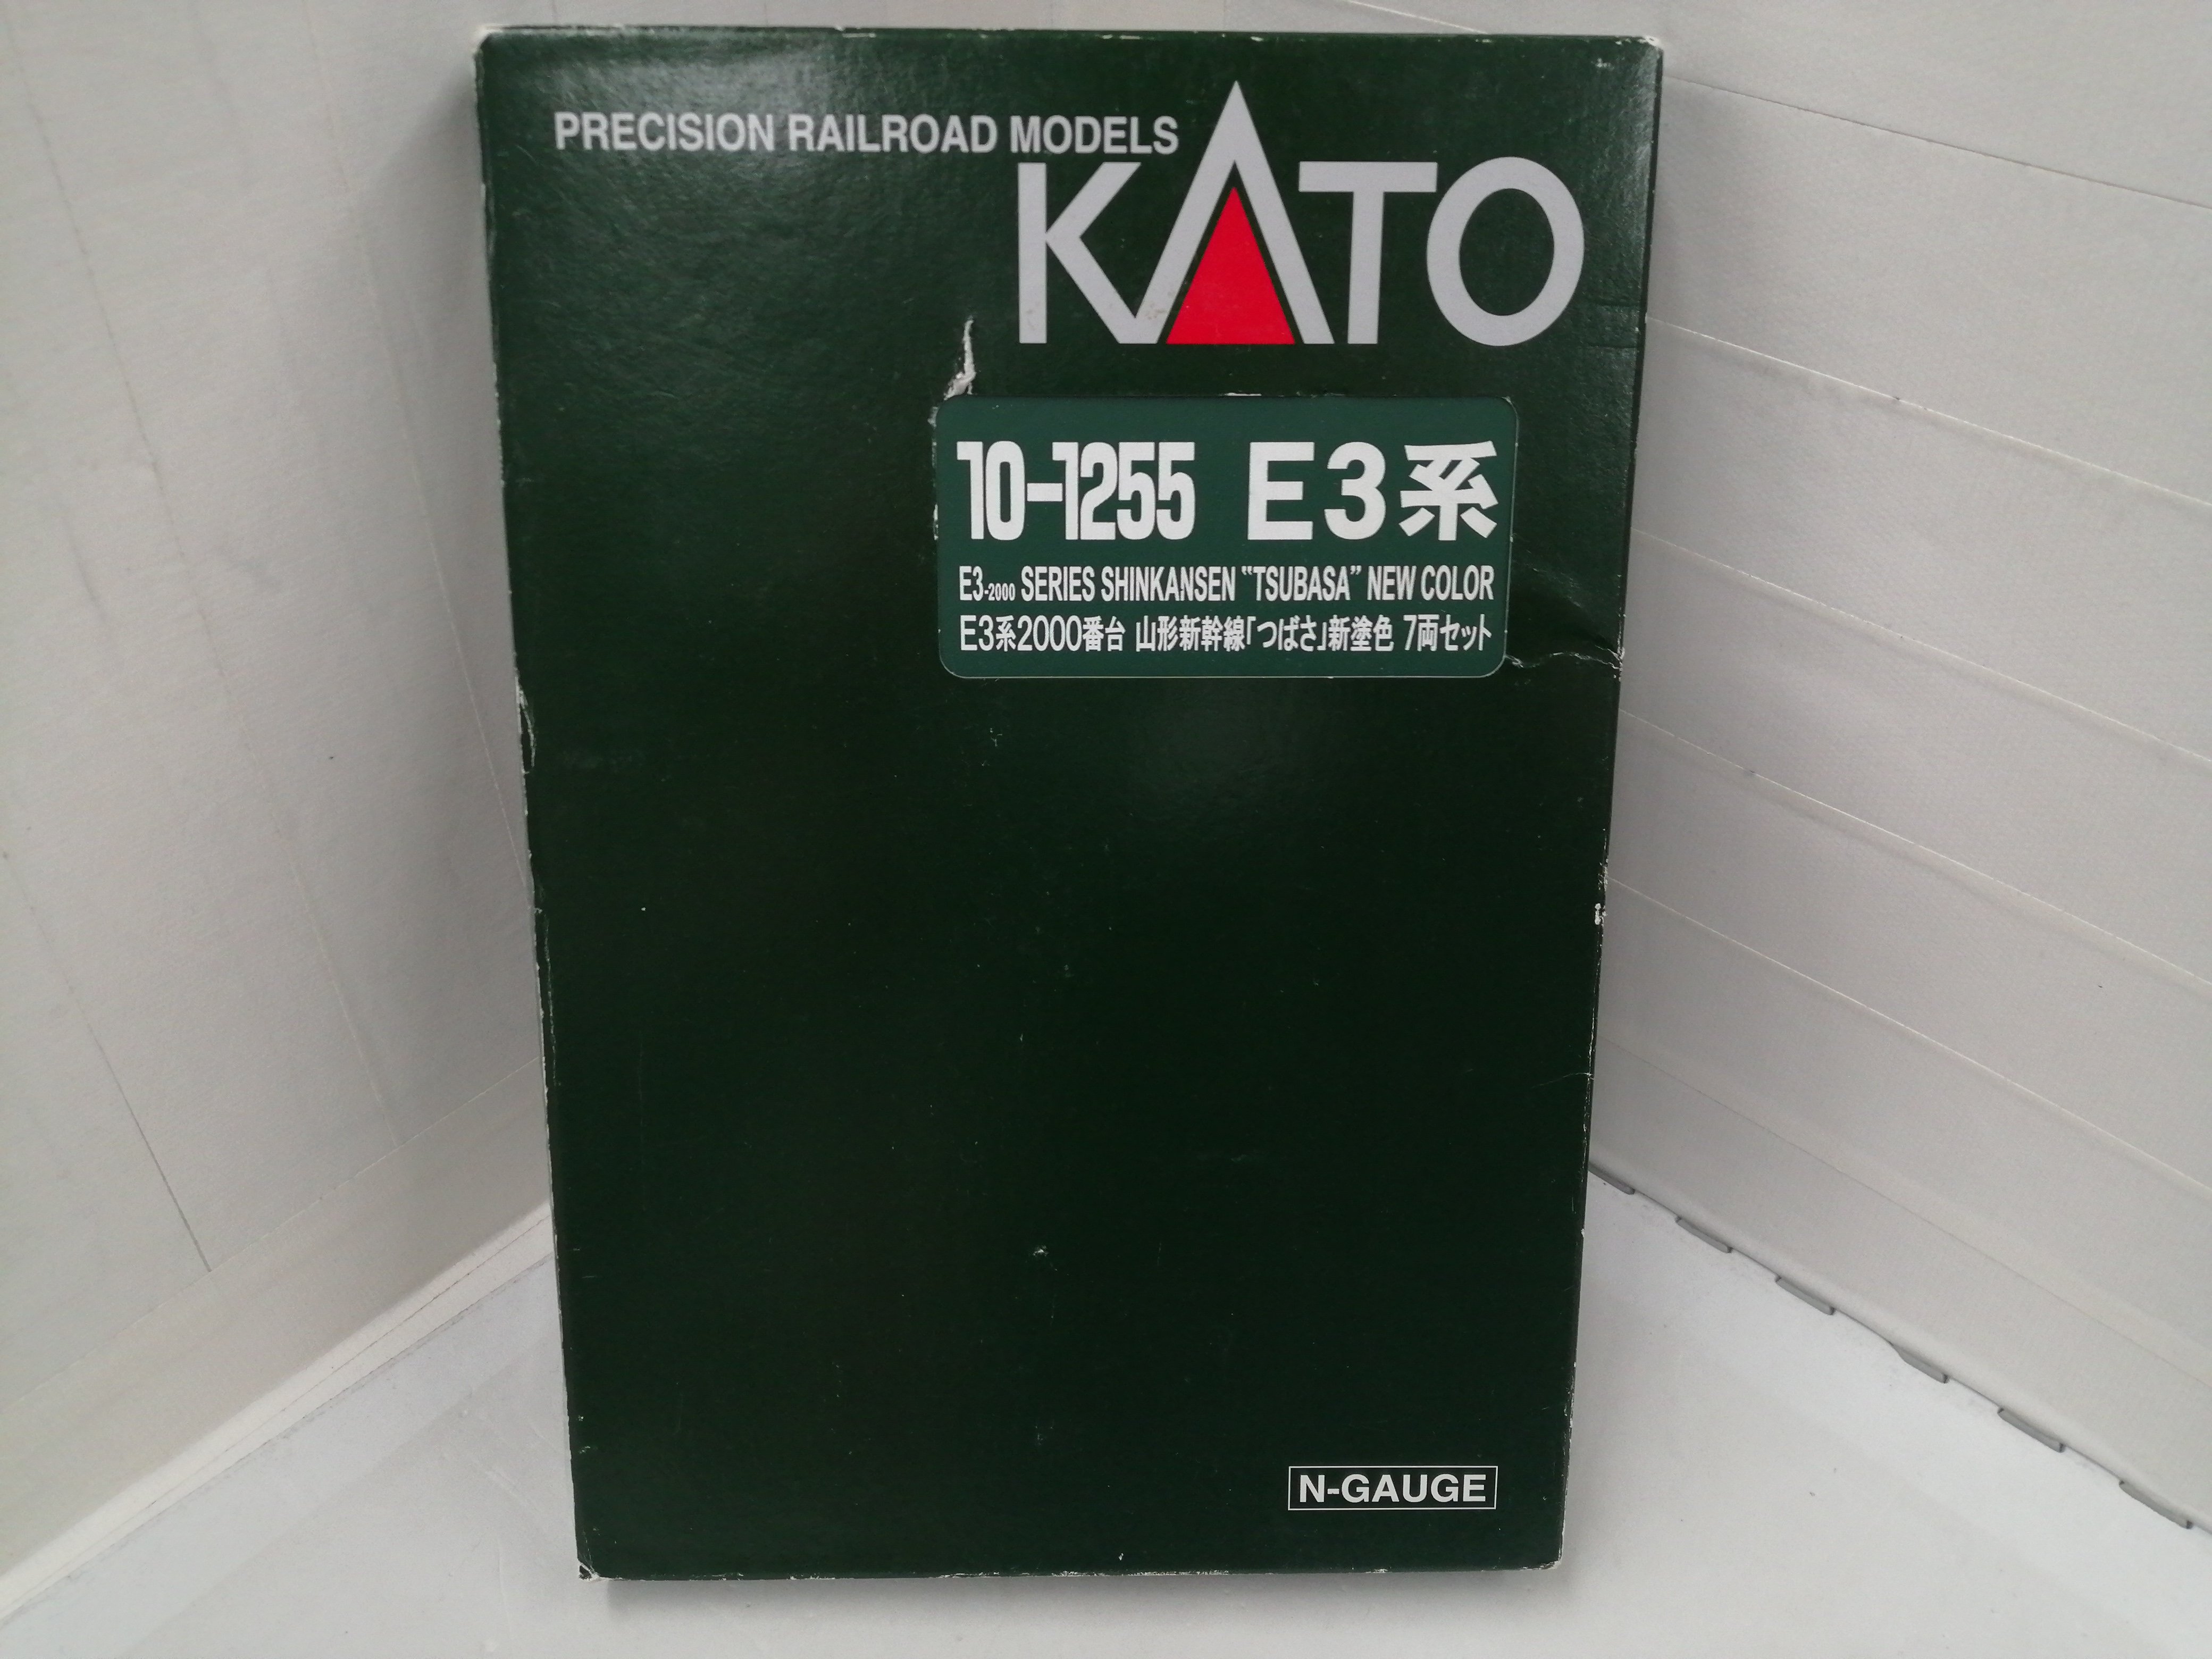 PRECISION RAILROAD MODELS
KATO
10-1255 E3系
E3-2000 SERIES SHINKANSEN “TSUBASA” NEW COLOR
E3系2000番台 山形新幹線「つばさ」新塗色 7両セット
N-GAUGE